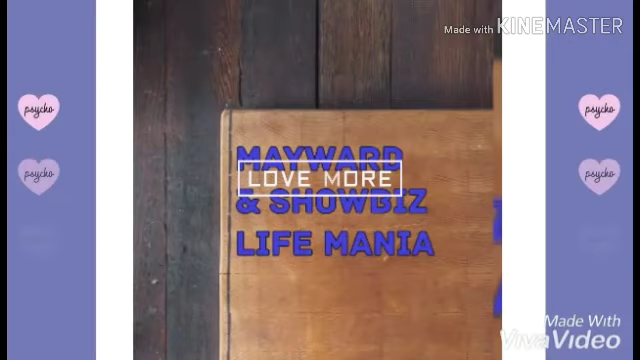 Made with KINEMASTER
psycho
psycho
psycho
psycho
MAYWARD
LOVE MORE
& SHOWBIZ
LIFE MANIA
Made With
VivaVideo